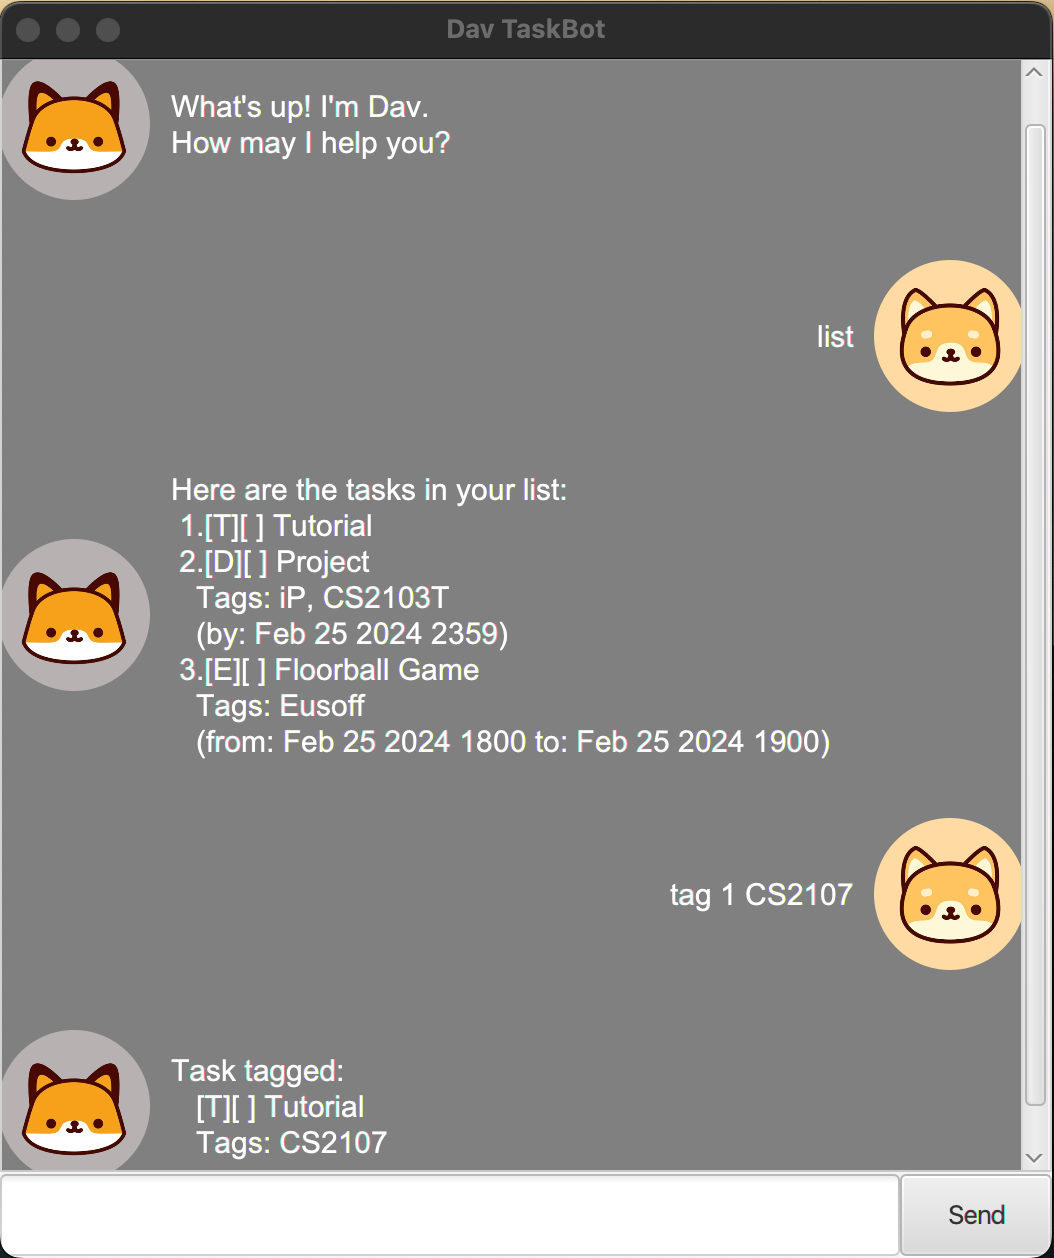 Dav TaskBot
What's up! I'm Dav.
How may I help you?
list
Here are the tasks in your list:
1.[T][ ] Tutorial
2.[D][ ] Project
Tags: iP, CS2103T
(by: Feb 25 2024 2359)
3.[E][ ] Floorball Game
Tags: Eusoff
(from: Feb 25 2024 1800 to: Feb 25 2024 1900)
tag 1 CS2107
Task tagged:
[T][ ] Tutorial
Tags: CS2107
Send